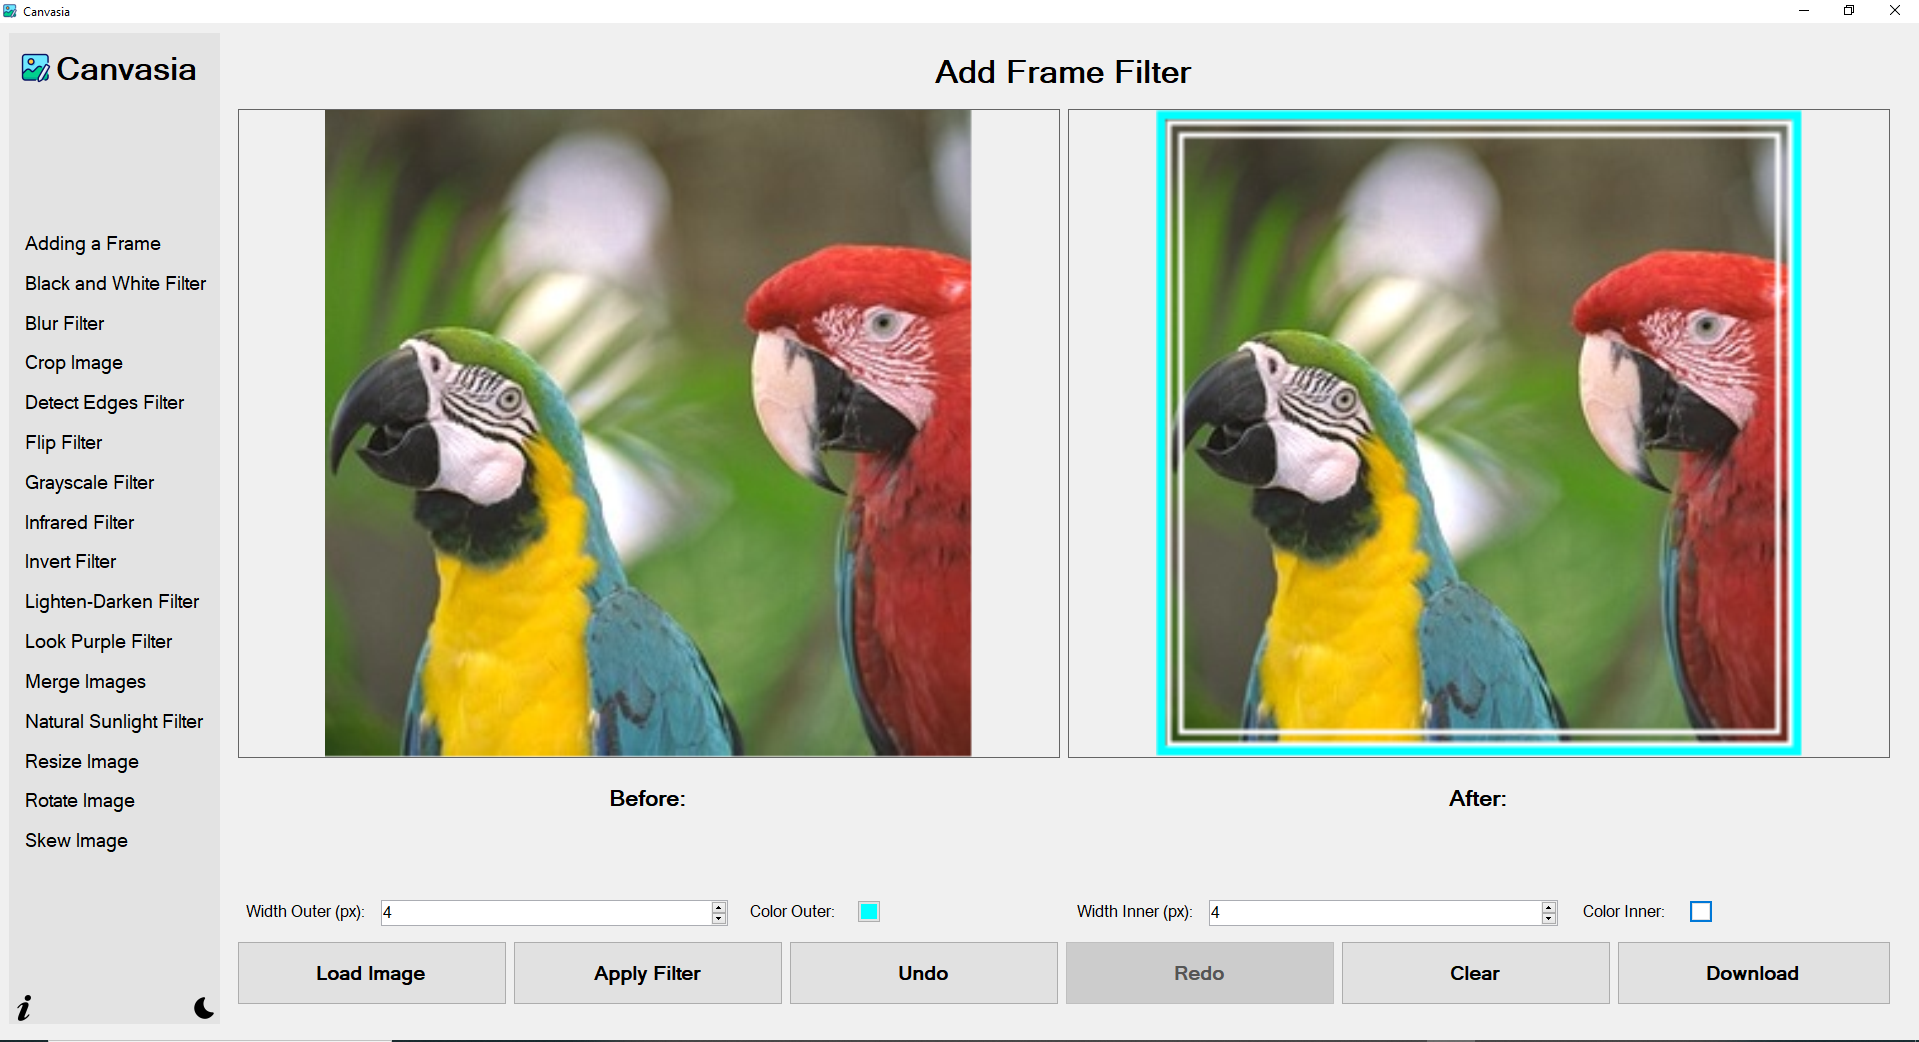 Canvasia
Canvasia
Add Frame Filter
Adding a Frame
Black and White Filter
Blur Filter
Crop Image
Detect Edges Filter
Flip Filter
Grayscale Filter
Infrared Filter
Invert Filter
Lighten-Darken Filter
Look Purple Filter
Merge Images
Natural Sunlight Filter
Resize Image
Rotate Image
Skew Image
Before:
After:
Width Outer (px): 4 Color Outer: Width Inner (px): 4 Color Inner:
Load Image Apply Filter Undo Redo Clear Download